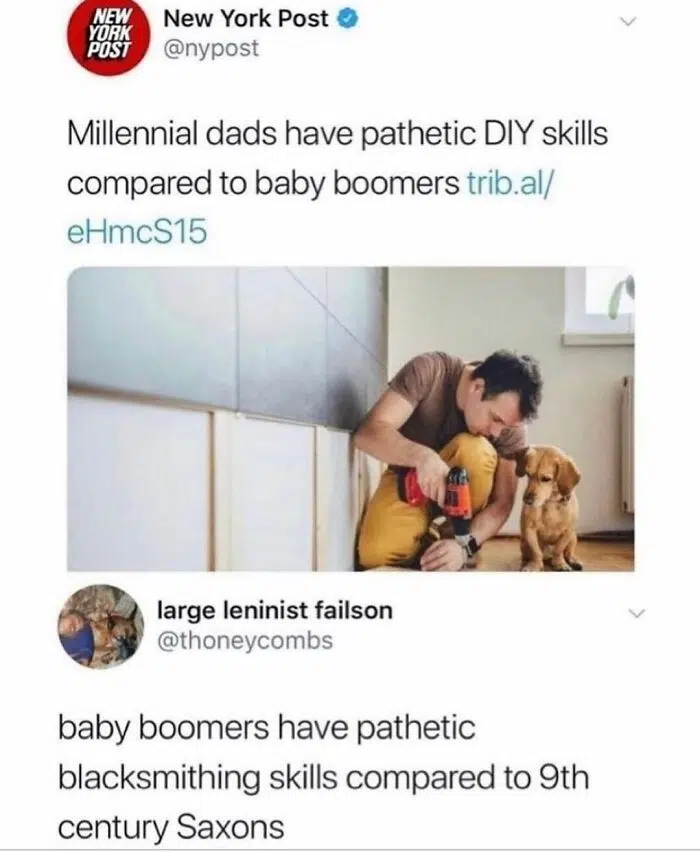 NEW
YORK
POST
New York Post
@nypost
Millennial dads have pathetic DIY skills
compared to baby boomers trib.al/
eHmcS15
large leninist failson
@thoneycombs
baby boomers have pathetic
blacksmithing skills compared to 9th
century Saxons